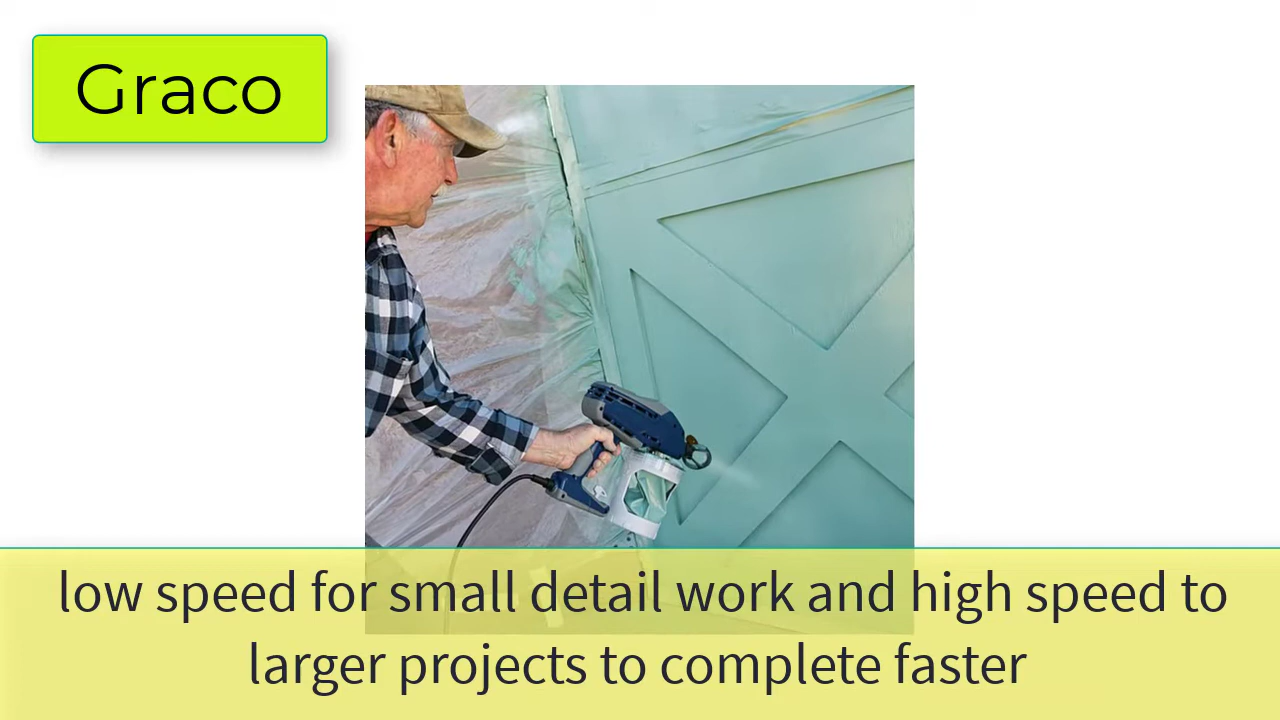 Graco
low speed for small detail work and high speed to
larger projects to complete faster